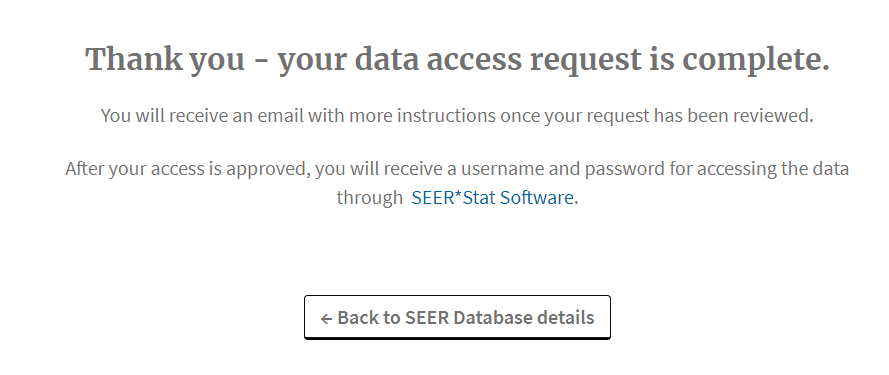 Thank you - your data access request is complete.
You will receive an email with more instructions once your request has been reviewed.
After your access is approved, you will receive a username and password for accessing the data
through SEER*Stat Software.
← Back to SEER Database details